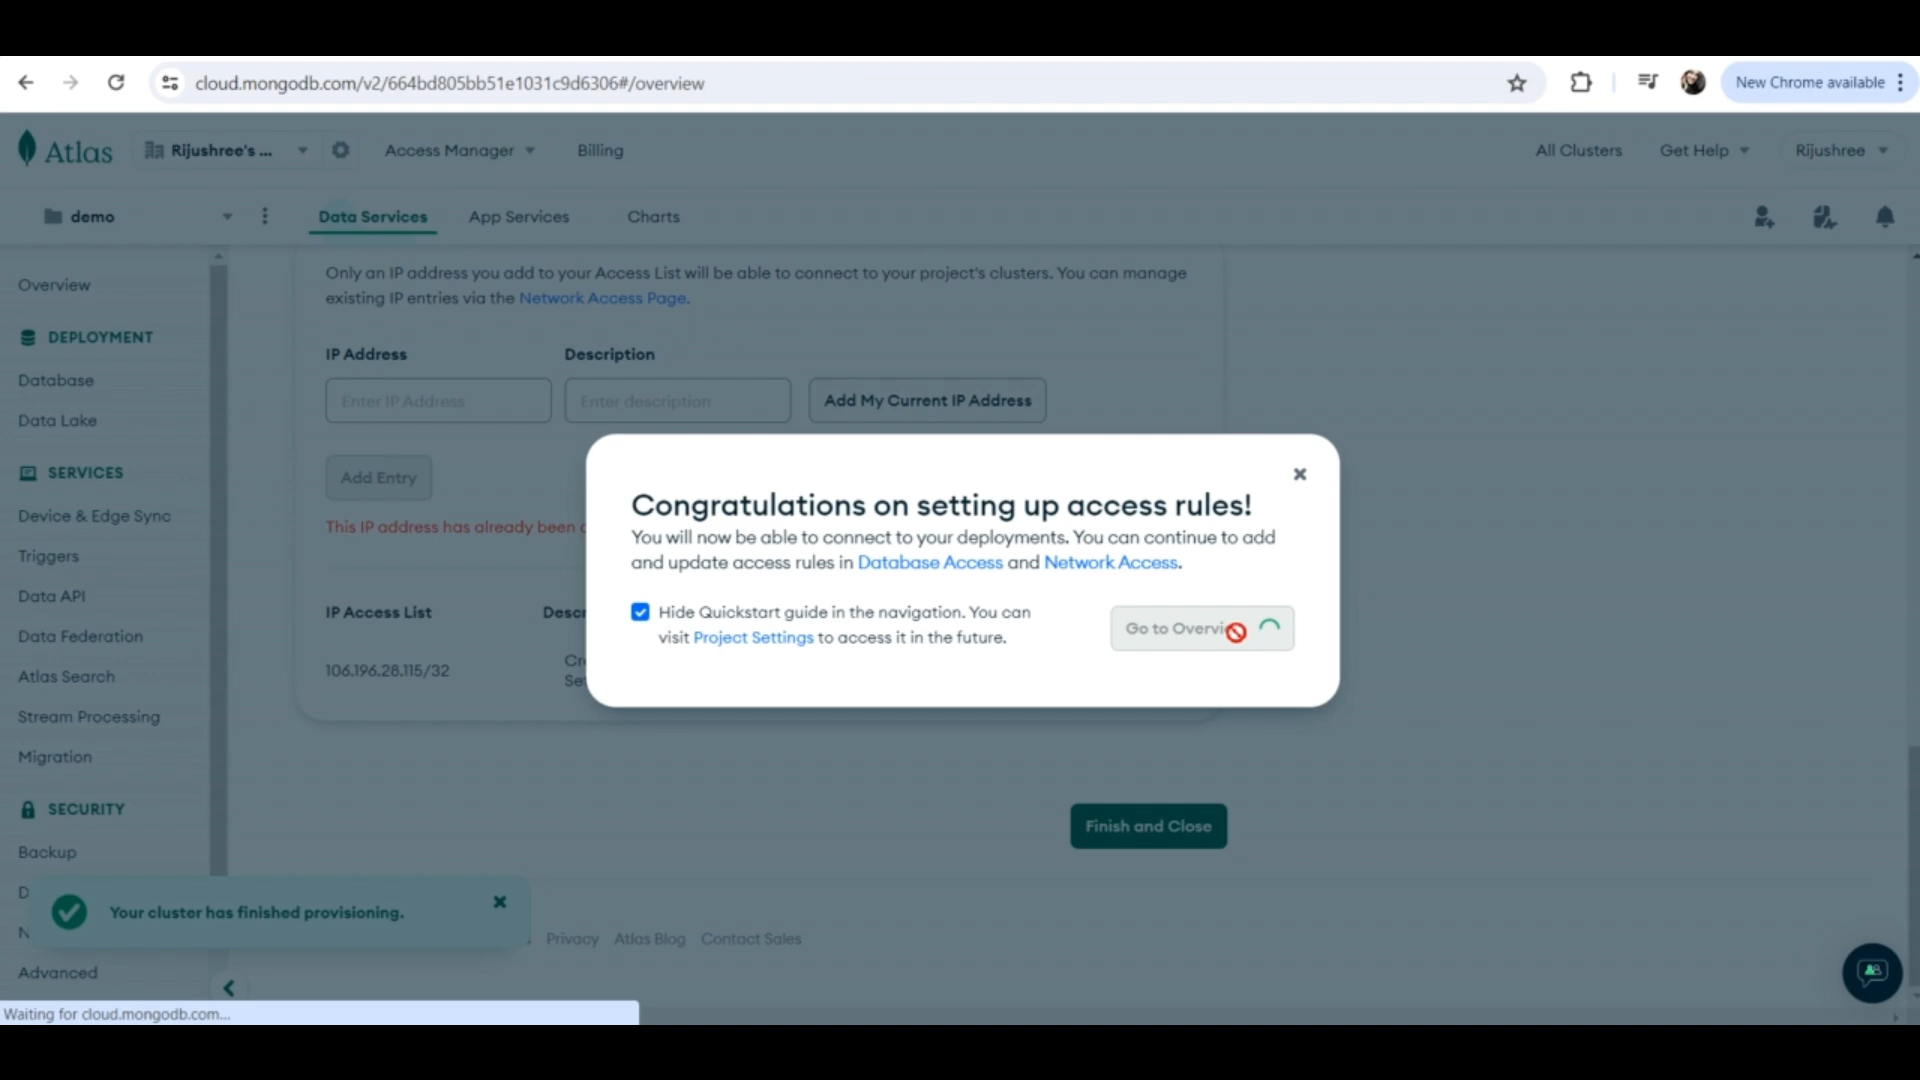 cloud.mongodb.com/v2/664bd805bb51e1031c9d6306#/overview
New Chrome available
Atlas
Rijushree's ...
Access Manager
Billing
All Clusters
Get Help
Rijushree
demo
Data Services
App Services
Charts
Overview
DEPLOYMENT
Database
Data Lake
SERVICES
Device & Edge Sync
Triggers
Data API
Data Federation
Atlas Search
Stream Processing
Migration
SECURITY
Backup
D
N
Advanced
Only an IP address you add to your Access List will be able to connect to your project's clusters. You can manage
existing IP entries via the Network Access Page.
IP Address
Description
Enter IP Address
Enter description
Add My Current IP Address
Add Entry
This IP address has already been
IP Access List
Descr
106.196.28.115/32
Cr
Se
Congratulations on setting up access rules!
You will now be able to connect to your deployments. You can continue to add
and update access rules in Database Access and Network Access.
Hide Quickstart guide in the navigation. You can
visit Project Settings to access it in the future.
Go to Overvi
Finish and Close
Your cluster has finished provisioning.
Privacy
Atlas Blog
Contact Sales
Waiting for cloud.mongodb.com...